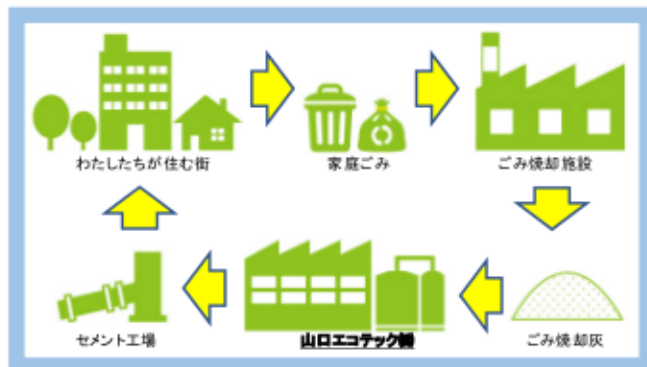 わたしたちが住む街
家庭ごみ
ごみ焼却施設
セメント工場
山口エコテック㈱
ごみ焼却灰